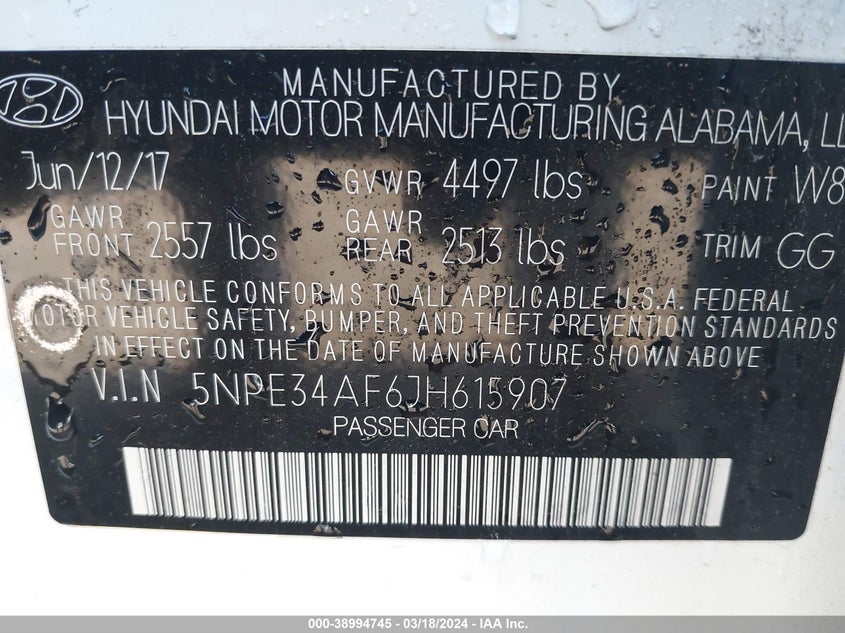 MANUFACTURED BY
HYUNDAI MOTOR MANUFACTURING ALABAMA, LL
Jun/12/17 GVWR 4497 lbs PAINT W8
GAWR FRONT 2557 lbs GAWR REAR 2513 lbs TRIM GG
THIS VEHICLE CONFORMS TO ALL APPLICABLE U.S.A. FEDERAL
MOTOR VEHICLE SAFETY, BUMPER, AND THEFT PREVENTION STANDARDS
IN EFFECT ON THE DATE OF MANUFACTURE SHOWN ABOVE.
V.I.N 5NPE34AF6JH615907
PASSENGER CAR
000-38994745 — 03/18/2024 — IAA Inc.